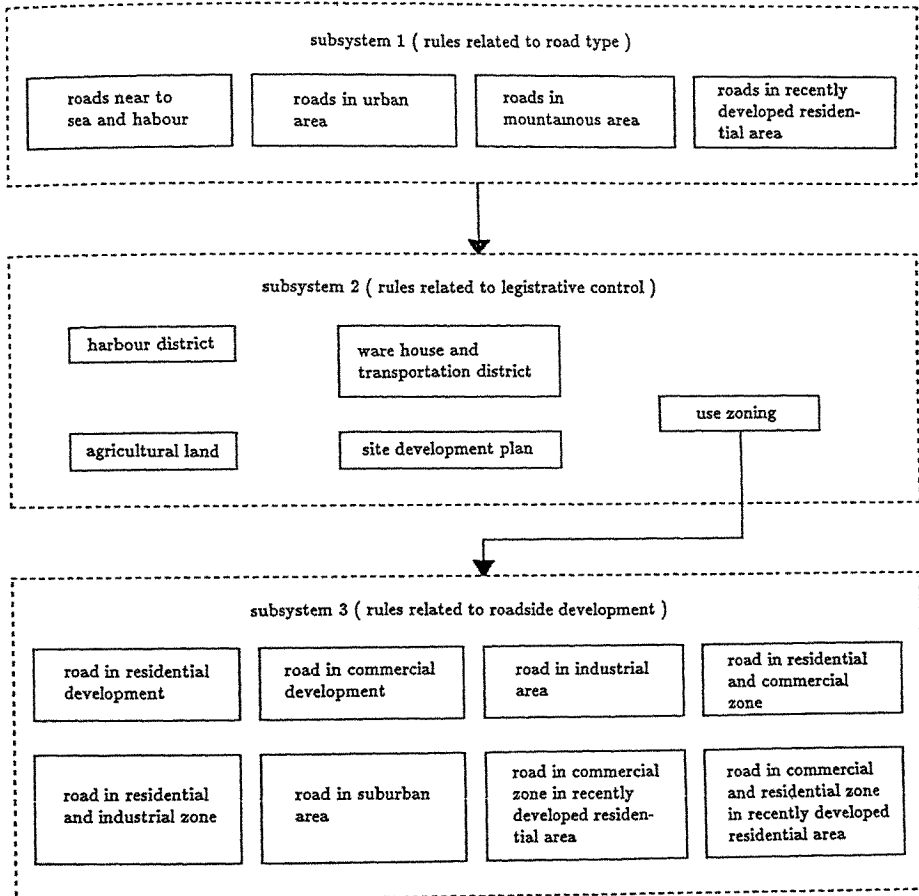 subsystem 1 ( rules related to road type )
roads near to
sea and habour
roads in urban
area
roads in
mountamous area
roads in recently
developed residen-
tial area
subsystem 2 ( rules related to legistrative control )
harbour district
ware house and
transportation district
use zoning
agricultural land
site development plan
subsystem 3 ( rules related to roadside development )
road in residential
development
road in commercial
development
road in industrial
area
road in residential
and commercial
zone
road in residential
and industrial zone
road in suburban
area
road in commercial
zone in recently
developed residen-
tial area
road in commercial
and residential zone
in recently developed
residential area